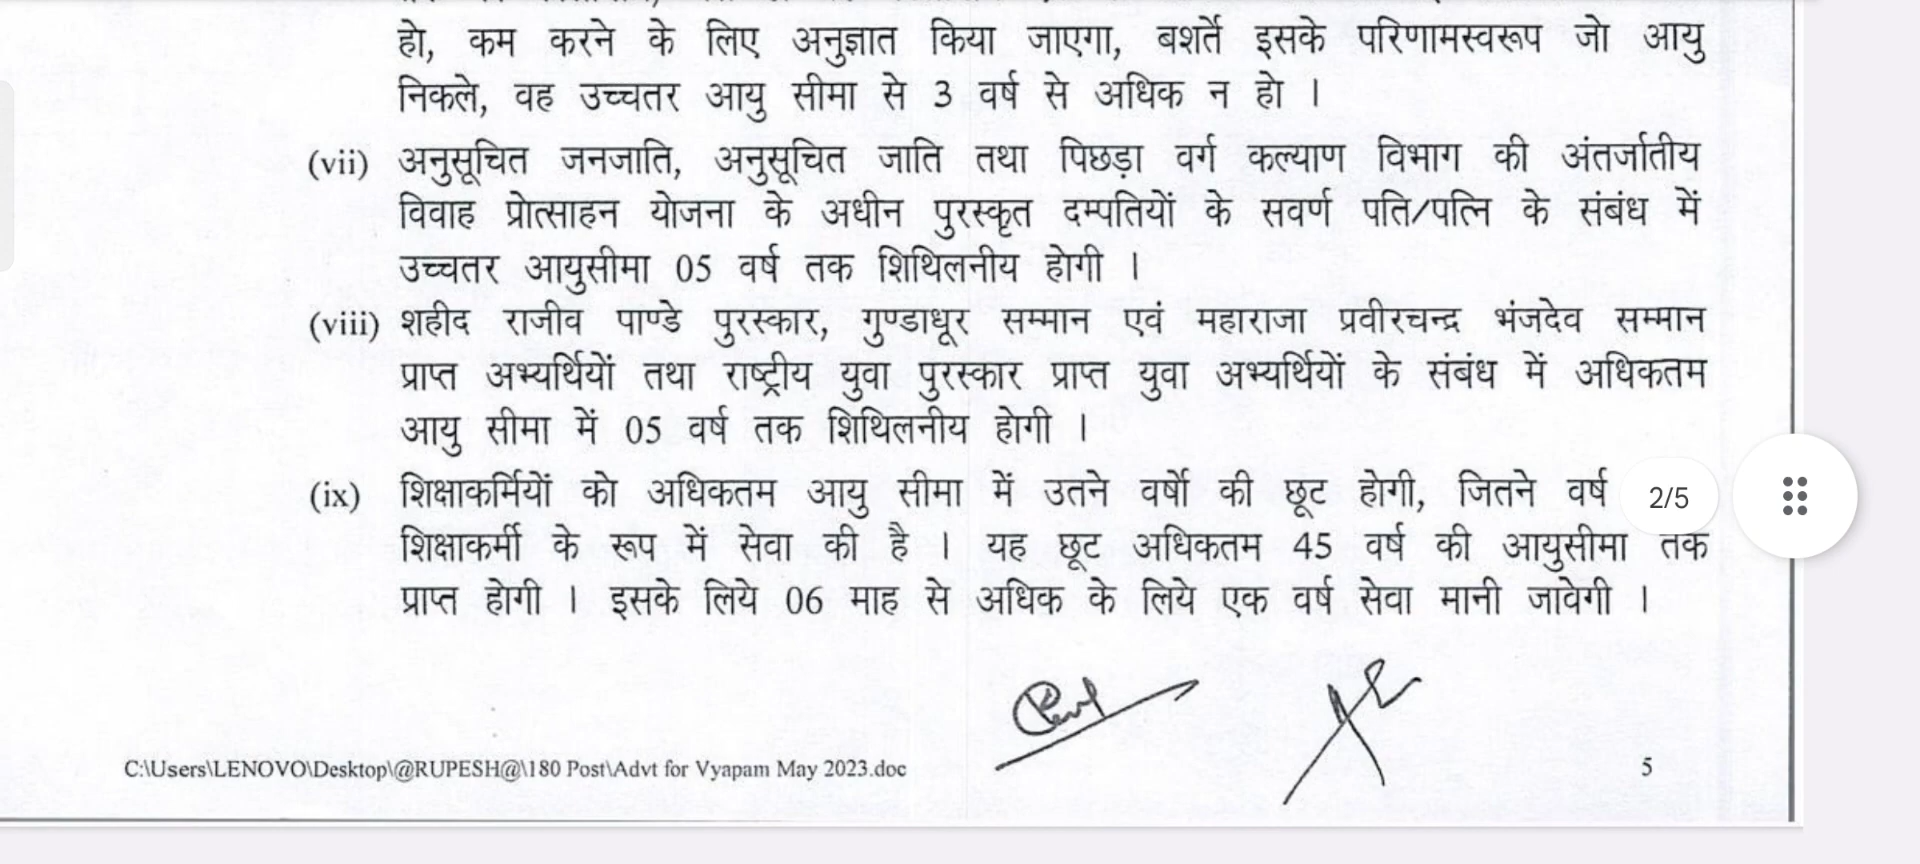 हो, कम करने के लिए अनुज्ञात किया जाएगा, बशर्ते इसके परिणामस्वरूप जो आयु
निकले, वह उच्चतर आयु सीमा से 3 वर्ष से अधिक न हो ।
(vii) अनुसूचित जनजाति, अनुसूचित जाति तथा पिछड़ा वर्ग कल्याण विभाग की अंतर्जातीय
विवाह प्रोत्साहन योजना के अधीन पुरस्कृत दम्पतियों के सवर्ण पति/पत्नि के संबंध में
उच्चतर आयुसीमा 05 वर्ष तक शिथिलनीय होगी ।
(viii) शहीद राजीव पाण्डे पुरस्कार, गुण्डाधूर सम्मान एवं महाराजा प्रवीरचन्द्र भंजदेव सम्मान
प्राप्त अभ्यर्थियों तथा राष्ट्रीय युवा पुरस्कार प्राप्त युवा अभ्यर्थियों के संबंध में अधिकतम
आयु सीमा में 05 वर्ष तक शिथिलनीय होगी ।
(ix) शिक्षाकर्मियों को अधिकतम आयु सीमा में उतने वर्षो की छूट होगी, जितने वर्ष
2/5
शिक्षाकर्मी के रूप में सेवा की है । यह छूट अधिकतम 45 वर्ष की आयुसीमा तक
प्राप्त होगी । इसके लिये 06 माह से अधिक के लिये एक वर्ष सेवा मानी जावेगी ।
C:\Users\LENOVO\Desktop\@RUPESH@\180 Post\Advt for Vyapam May 2023.doc
5